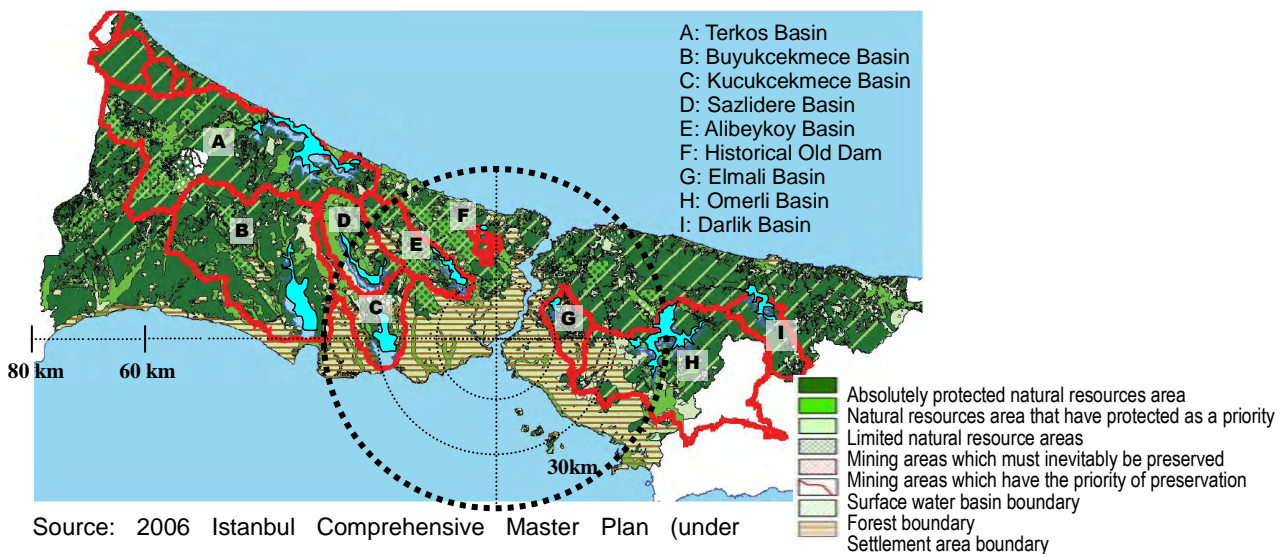 A: Terkos Basin
B: Buyukcekmece Basin
C: Kucukcekmece Basin
D: Sazlidere Basin
E: Alibeykoy Basin
F: Historical Old Dam
G: Elmali Basin
H: Omerli Basin
I: Darlik Basin
A
B
D
F
E
C
G
I
H
80 km
60 km
30km
Absolutely protected natural resources area
Natural resources area that have protected as a priority
Limited natural resource areas
Mining areas which must inevitably be preserved
Mining areas which have the priority of preservation
Surface water basin boundary
Forest boundary
Settlement area boundary
Source: 2006 Istanbul Comprehensive Master Plan (under